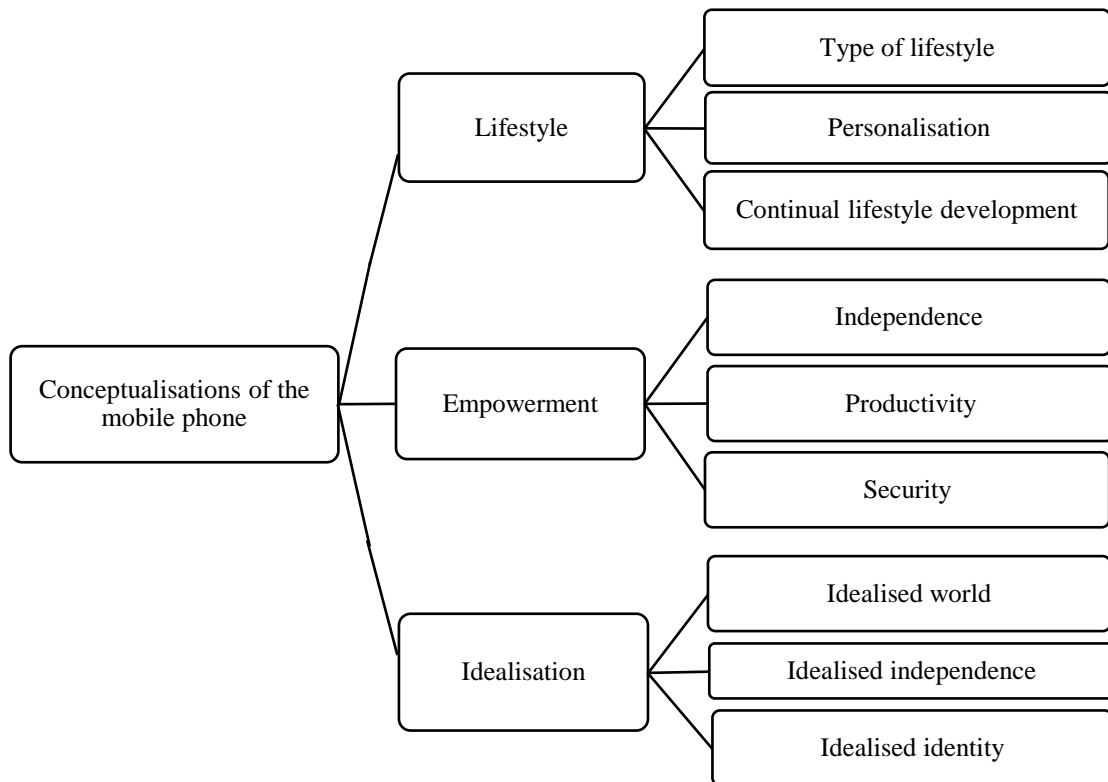 Conceptualisations of the
mobile phone
Lifestyle
Type of lifestyle
Personalisation
Continual lifestyle development
Empowerment
Independence
Productivity
Security
Idealisation
Idealised world
Idealised independence
Idealised identity